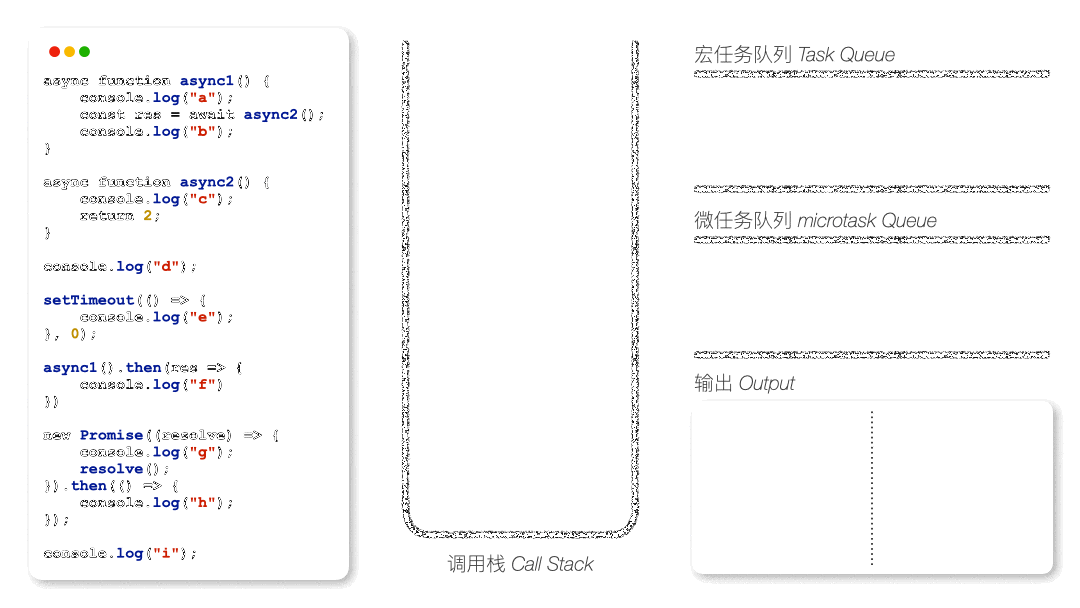 async function async1() {
    console.log("a");
    const res = await async2();
    console.log("b");
}

async function async2() {
    console.log("c");
    return 2;
}

console.log("d");

setTimeout(() => {
    console.log("e");
}, 0);

async1().then(res => {
    console.log("f")
})

new Promise((resolve) => {
    console.log("g");
    resolve();
}).then(() => {
    console.log("h");
});

console.log("i");
调用栈 Call Stack
宏任务队列 Task Queue
微任务队列 microtask Queue
输出 Output